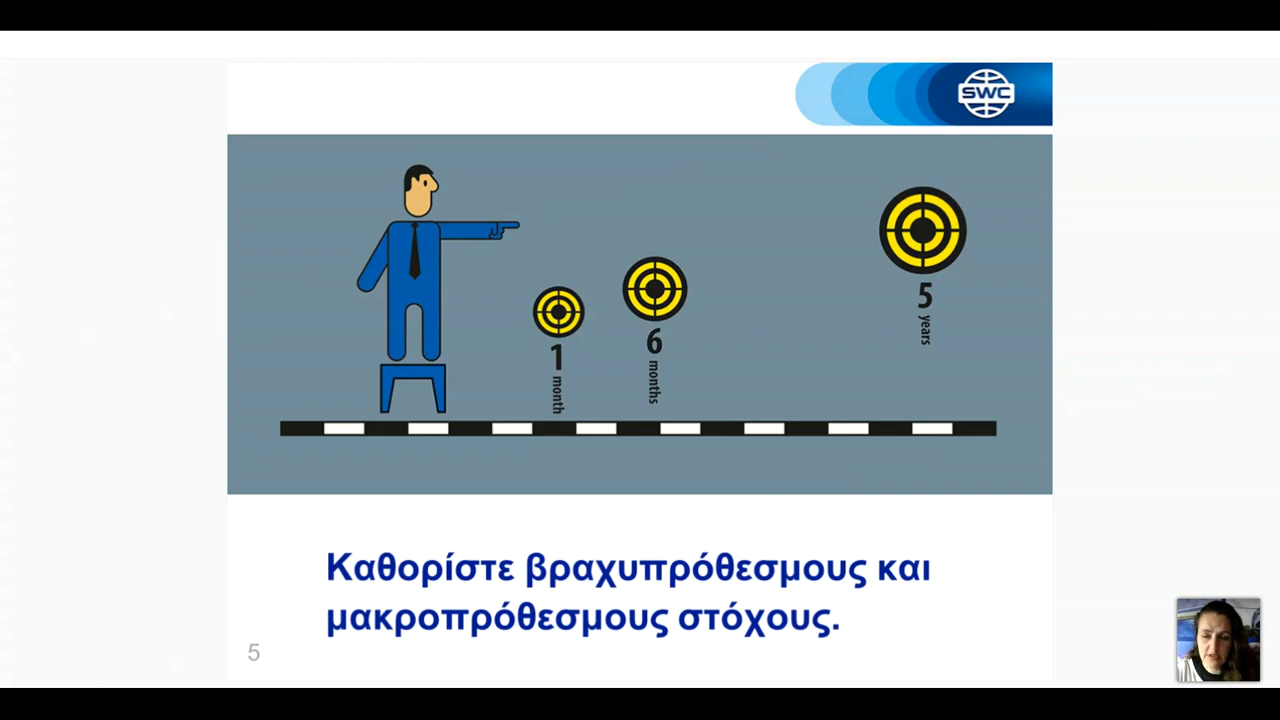 SWC
1
month
6
months
5
years
Καθορίστε βραχυπρόθεσμους και
μακροπρόθεσμους στόχους.
5